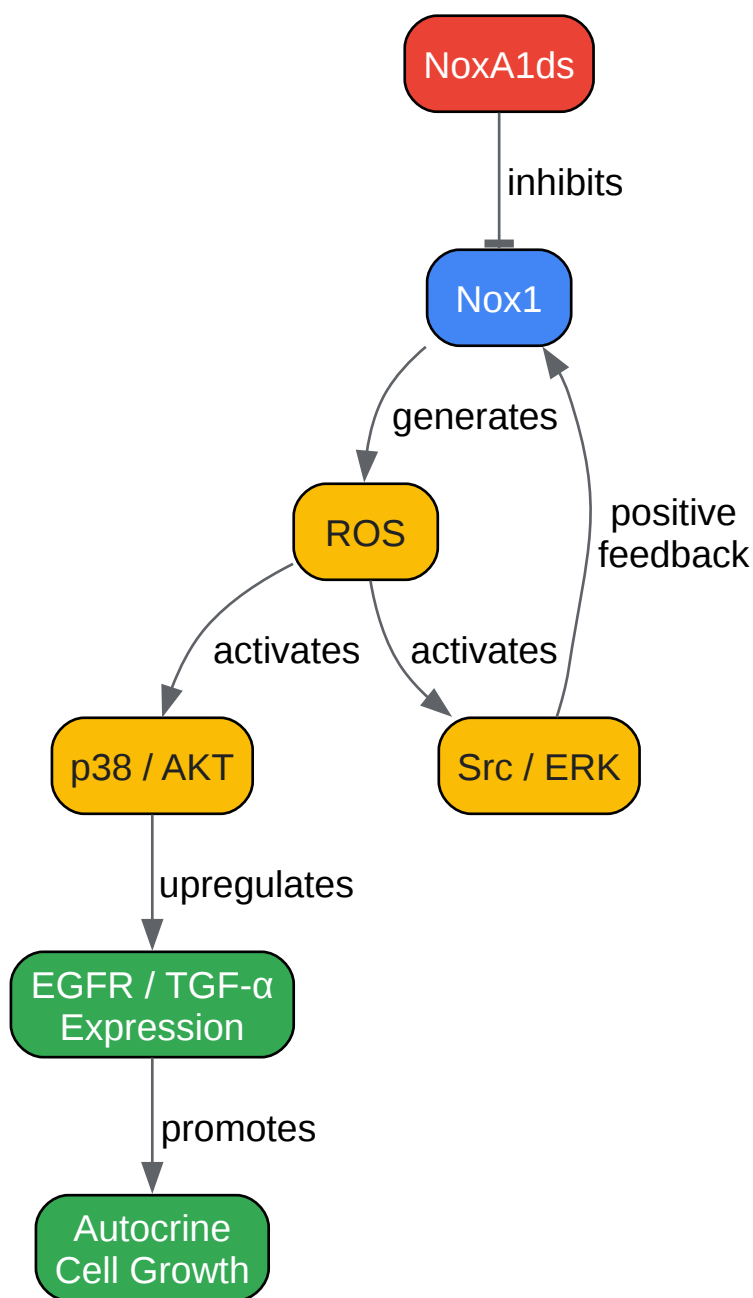 NoxA1ds
inhibits
Nox1
generates
positive
feedback
ROS
activates
activates
p38 / AKT
Src / ERK
upregulates
EGFR / TGF-α
Expression
promotes
Autocrine
Cell Growth